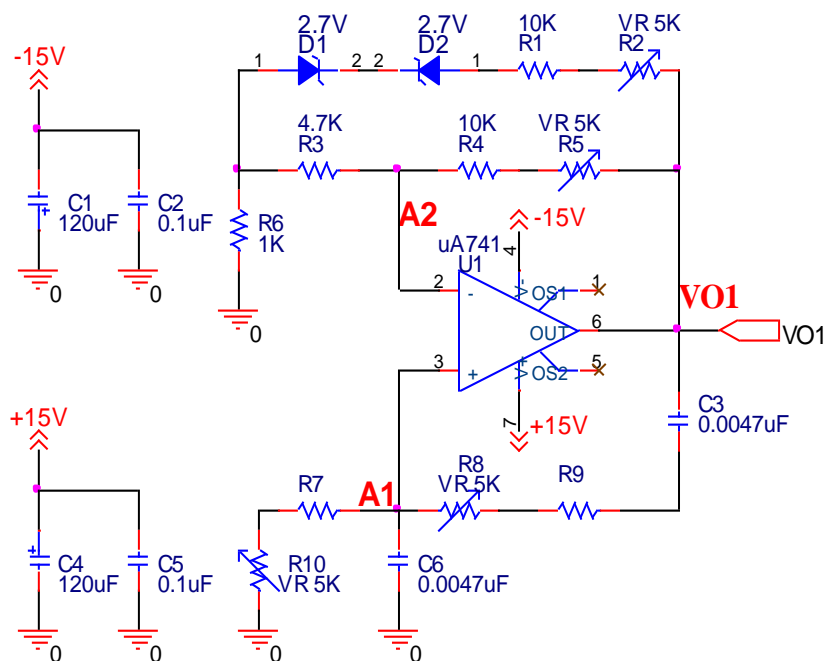 2.7V
D1
2.7V
D2
10K
R1
VR 5K
R2
1
2
2
1
-15V
4.7K
R3
10K
R4
VR 5K
R5
C1
120uF
C2
0.1uF
R6
1K
A2
-15V
uA741
U1
4
V-
2
-
OS1
1
VO1
OUT
6
VO1
3
+
V+
OS2
5
7
+15V
0
0
0
+15V
C3
0.0047uF
R7
A1
R8
VR 5K
R9
C4
120uF
C5
0.1uF
R10
VR 5K
C6
0.0047uF
0
0
0
0